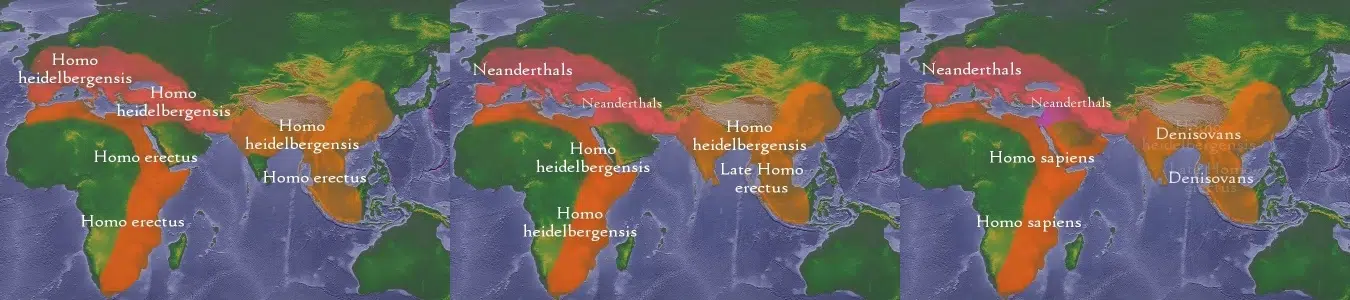 Homo
heidelbergensis
Homo
heidelbergensis
Homo
heidelbergensis
Homo erectus
Homo erectus
Homo erectus
Neanderthals
Neanderthals
Homo
heidelbergensis
Homo
heidelbergensis
Late Homo
erectus
Homo
heidelbergensis
Neanderthals
Neanderthals
Denisovans
heidelbergensis
Homo sapiens
Denisovans
Homo sapiens